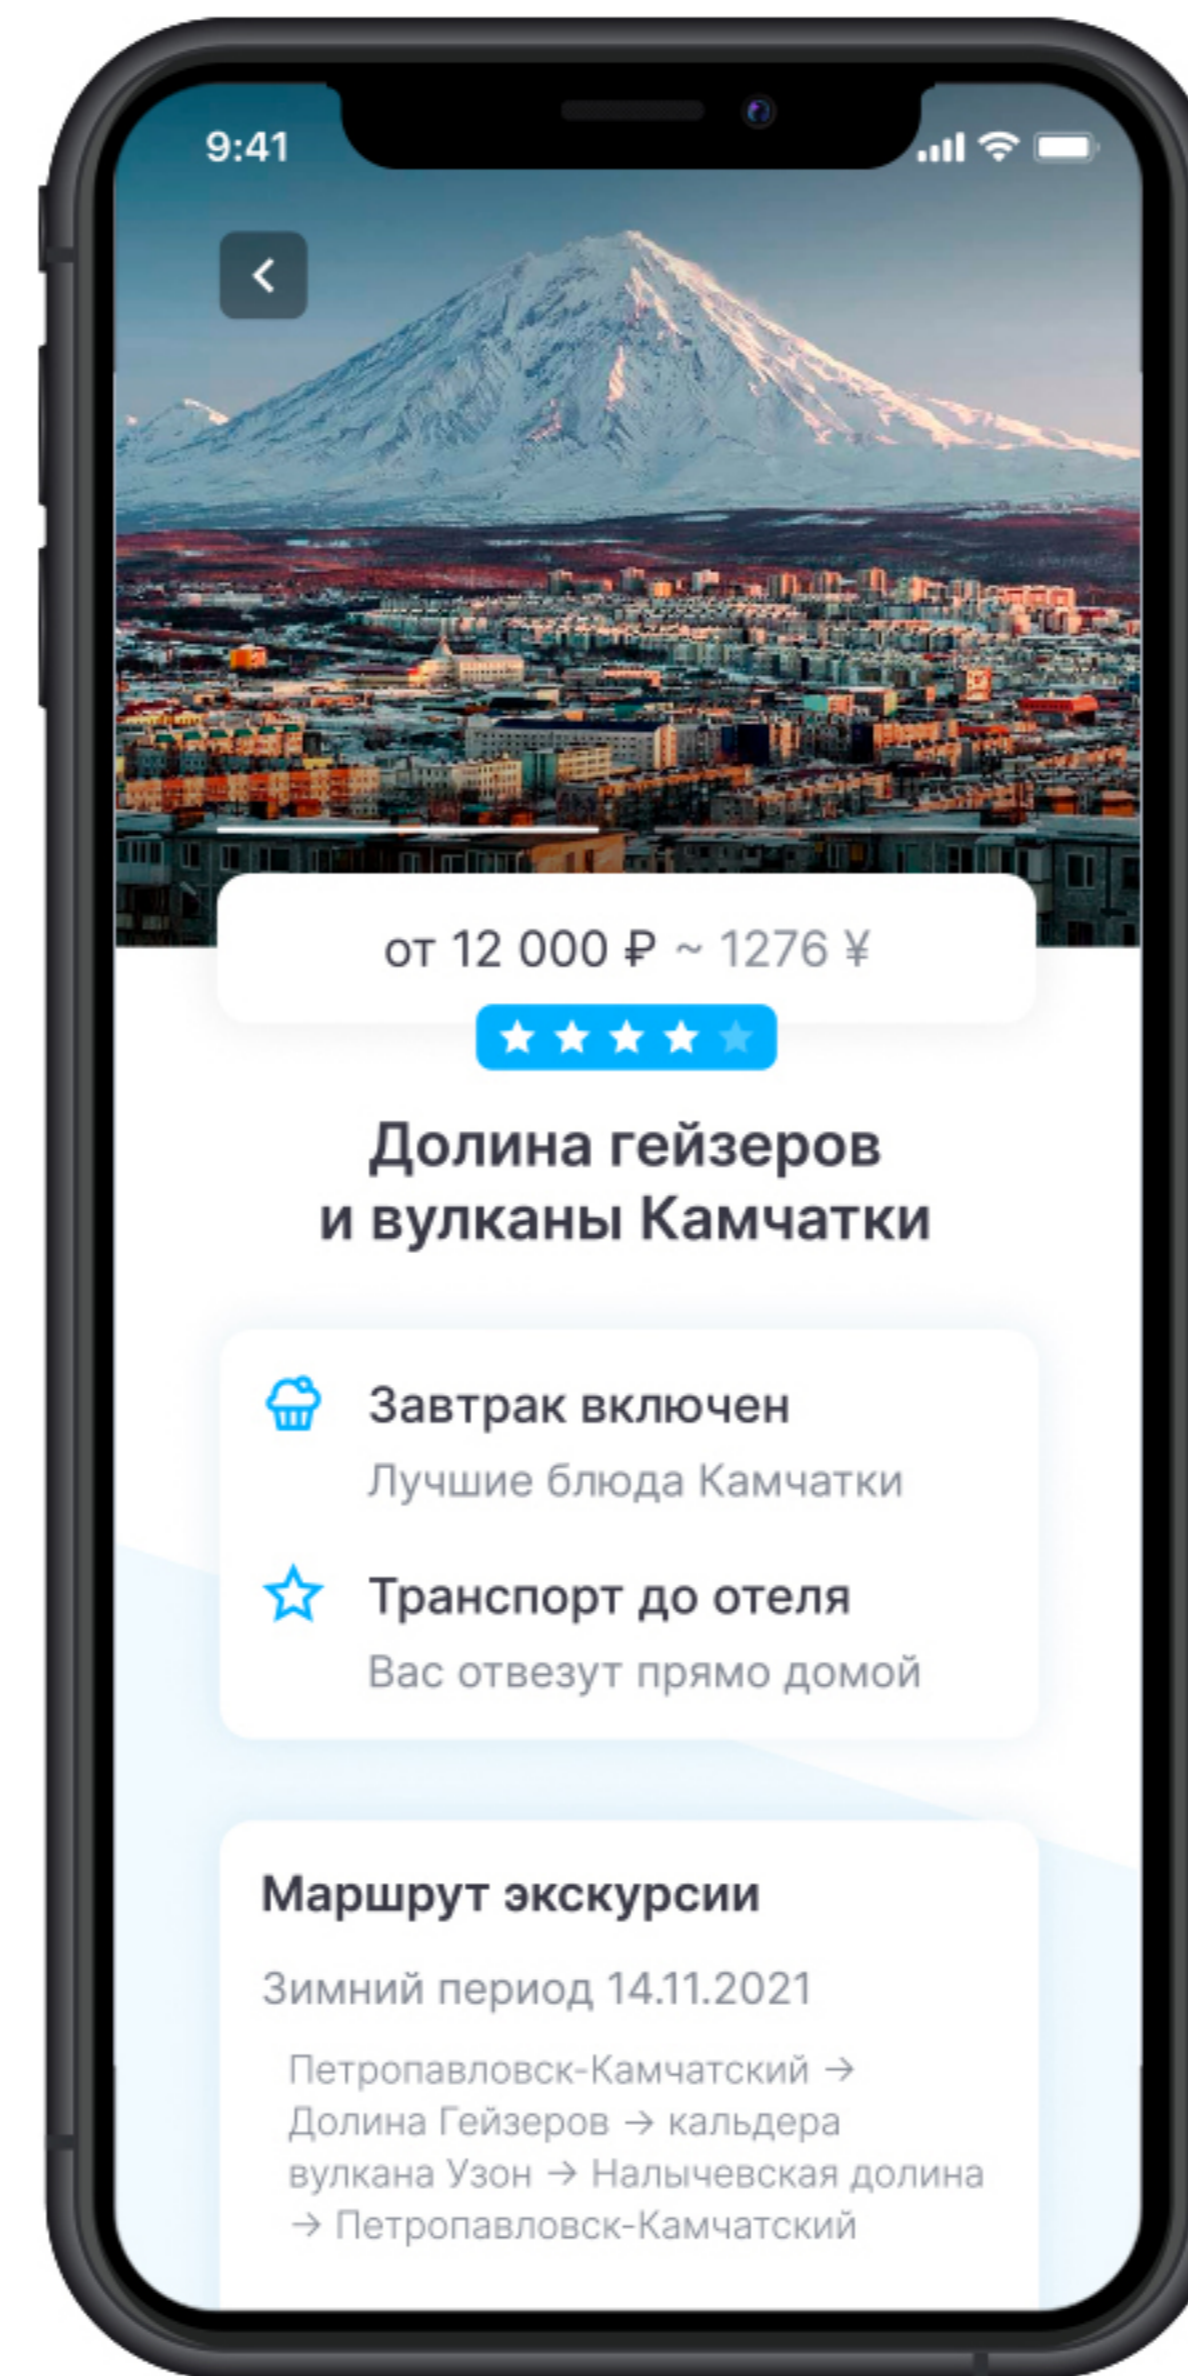 9:41
от 12 000 ₽ ~ 1276 ¥
Долина гейзеров
и вулканы Камчатки
Завтрак включен
Лучшие блюда Камчатки
Транспорт до отеля
Вас отвезут прямо домой
Маршрут экскурсии
Зимний период 14.11.2021
Петропавловск-Камчатский →
Долина Гейзеров → кальдера
вулкана Узон → Налычевская долина
→ Петропавловск-Камчатский